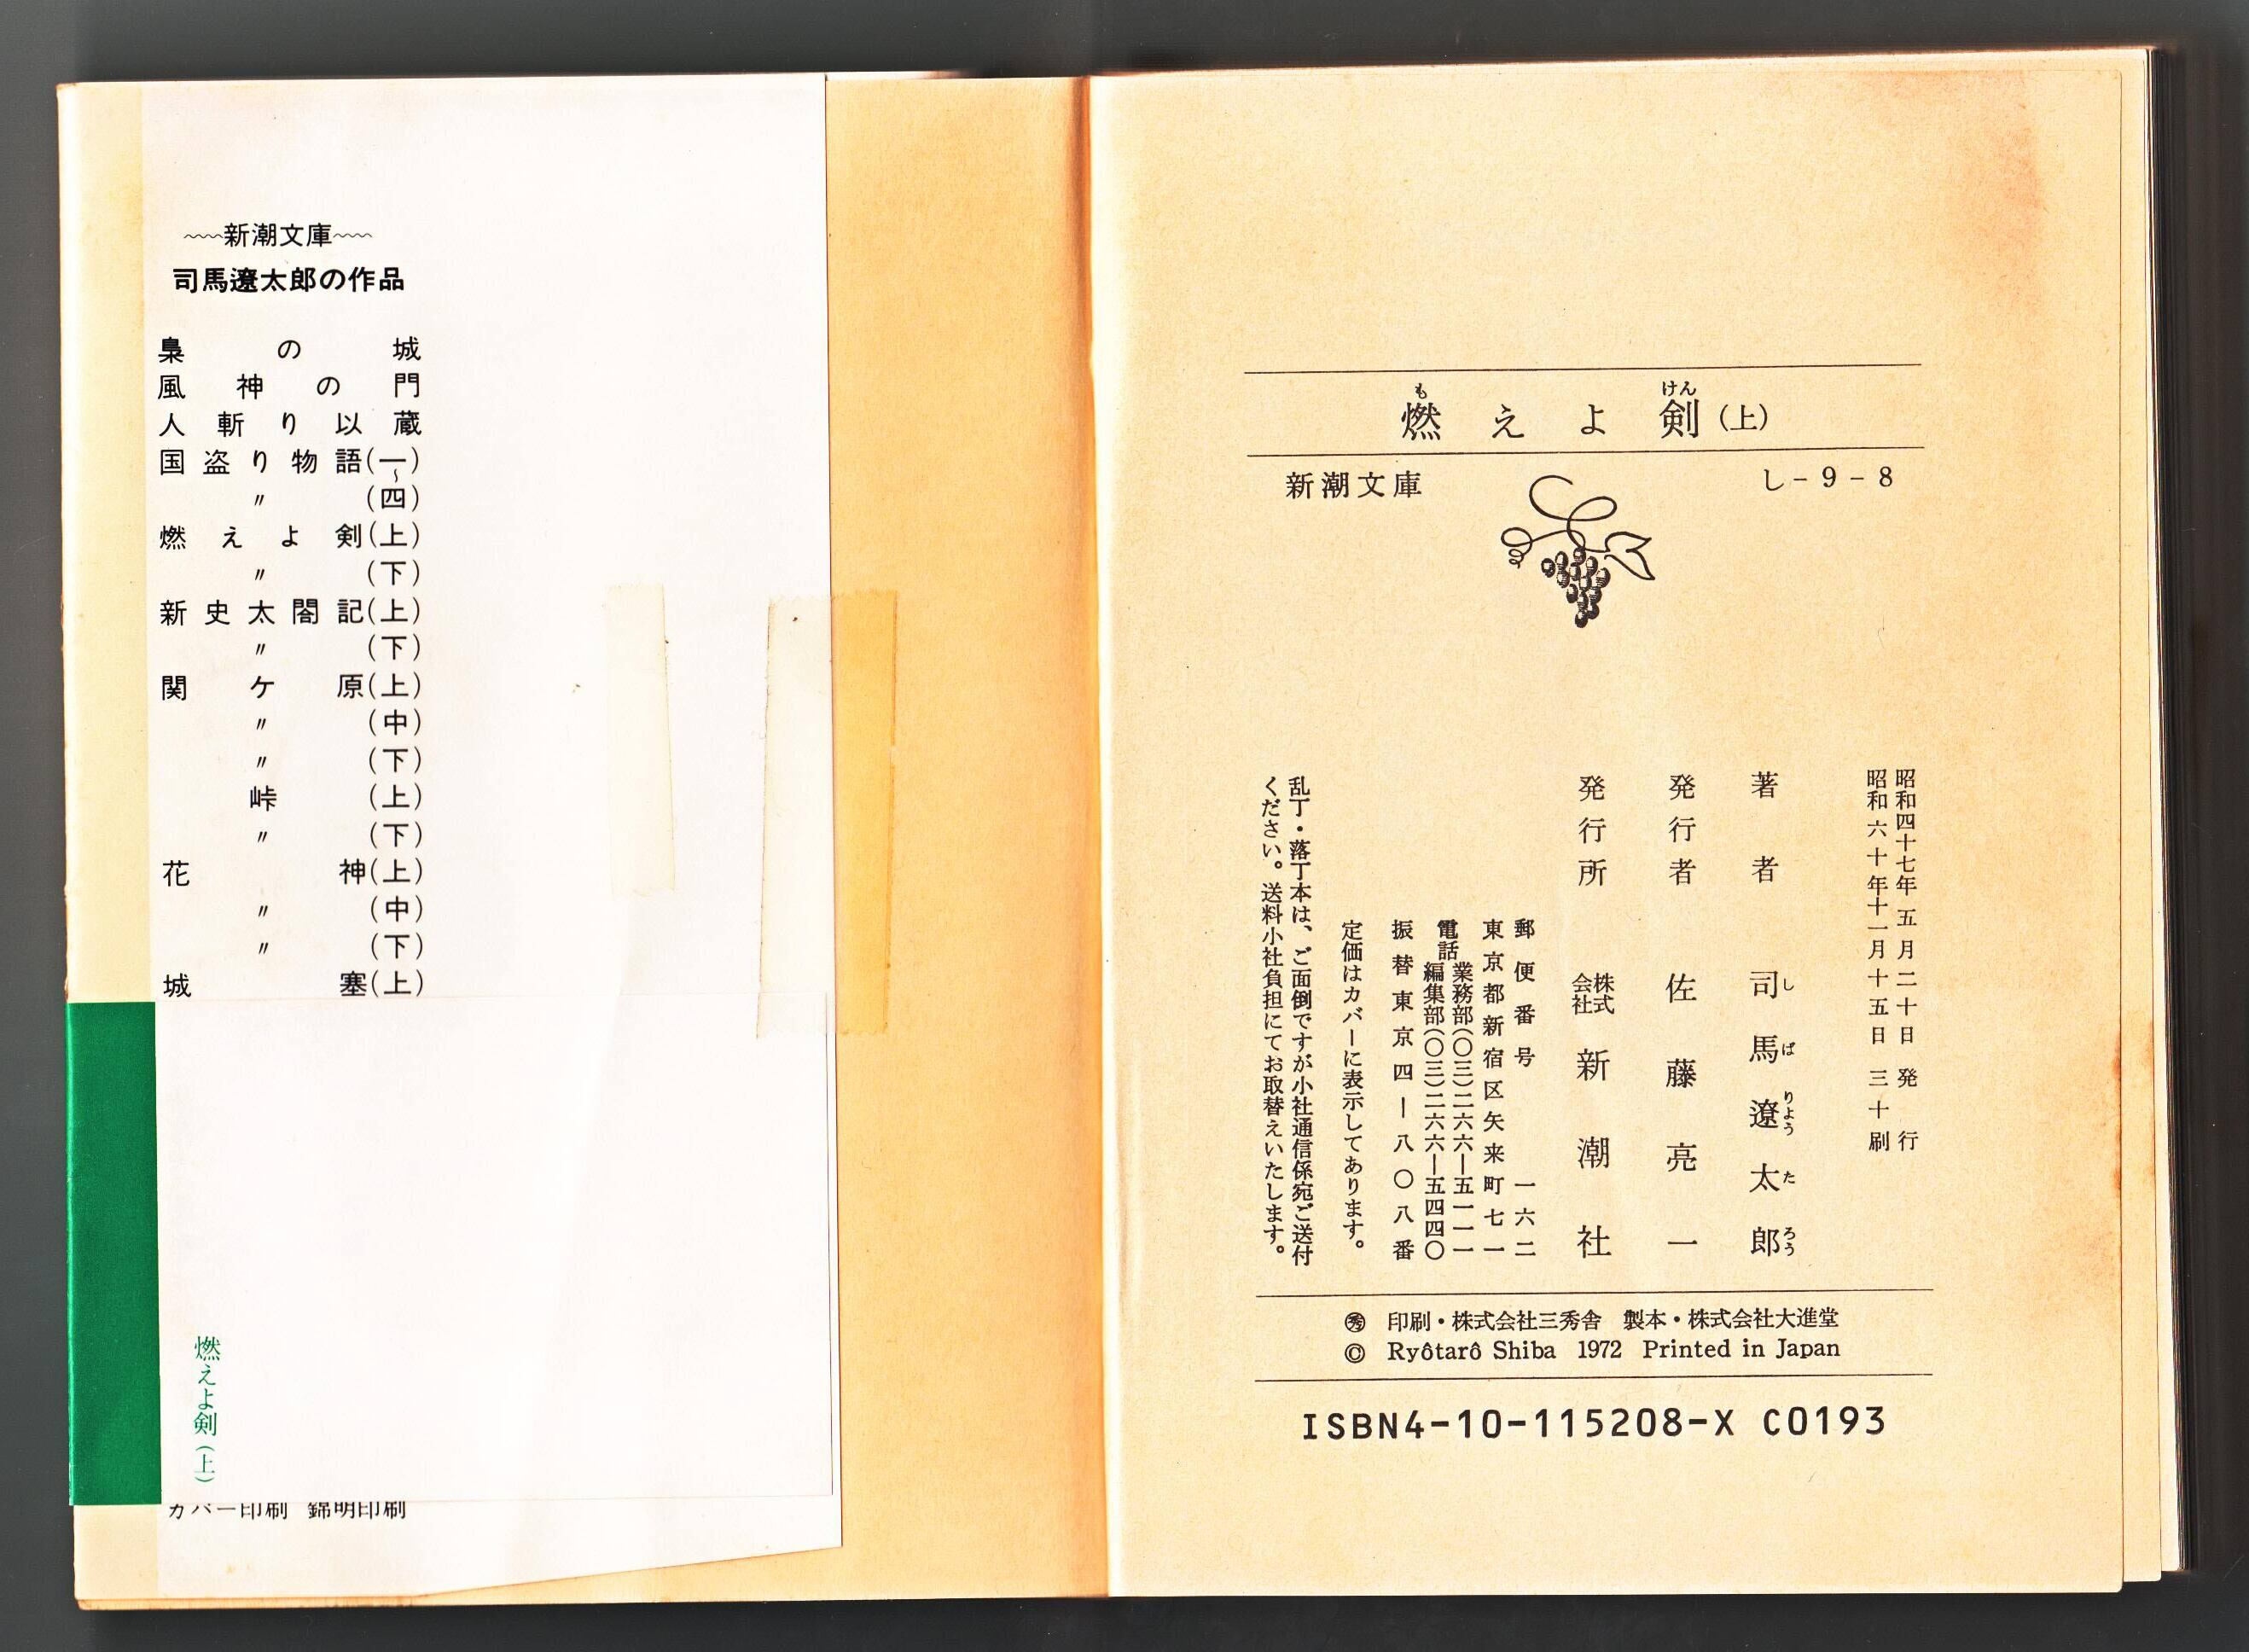 新潮文庫
司馬遼太郎の作品
梟の城
風神の門
人斬り以蔵
国盗り物語(一)
〜
〃(四)
燃えよ剣(上)
〃(下)
新史太閤記(上)
〃(下)
関ケ原(上)
〃(中)
〃(下)
峠(上)
〃(下)
花神(上)
〃(中)
〃(下)
城塞(上)
燃えよ剣(上)
カバー印刷 錦明印刷
も けん
燃えよ剣(上)
新潮文庫 し-9-8
昭和四十七年五月二十日発行
昭和六十年十一月十五日三十刷
著者 司馬遼太郎
し ば りょう た ろう
発行者 佐藤亮一
発行所 株式会社 新潮社
郵便番号 一六二
東京都新宿区矢来町七一
電話 業務部(〇三)二六六—五一一一
編集部(〇三)二六六—五四四〇
振替東京四—八〇八番
定価はカバーに表示してあります。
乱丁・落丁本は、ご面倒ですが小社通信係宛ご送付
ください。送料小社負担にてお取替えいたします。
㊙ 印刷・株式会社三秀舎 製本・株式会社大進堂
© Ryôtarô Shiba 1972 Printed in Japan
ISBN4-10-115208-X C0193